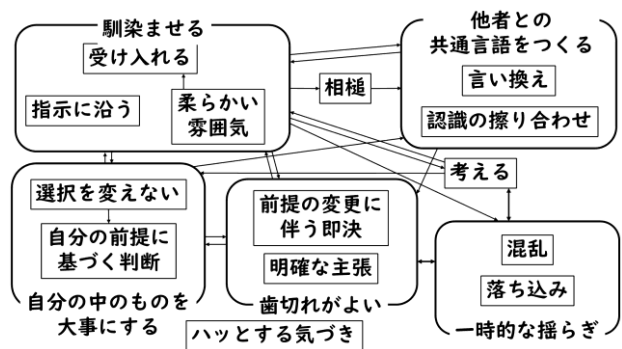 馴染ませる
受け入れる
指示に沿う
柔らかい
雰囲気
相槌
他者との
共通言語をつくる
言い換え
認識の擦り合わせ
考える
選択を変えない
自分の前提に
基づく判断
自分の中のものを
大事にする
前提の変更に
伴う即決
明確な主張
歯切れがよい
混乱
落ち込み
一時的な揺らぎ
ハッとする気づき